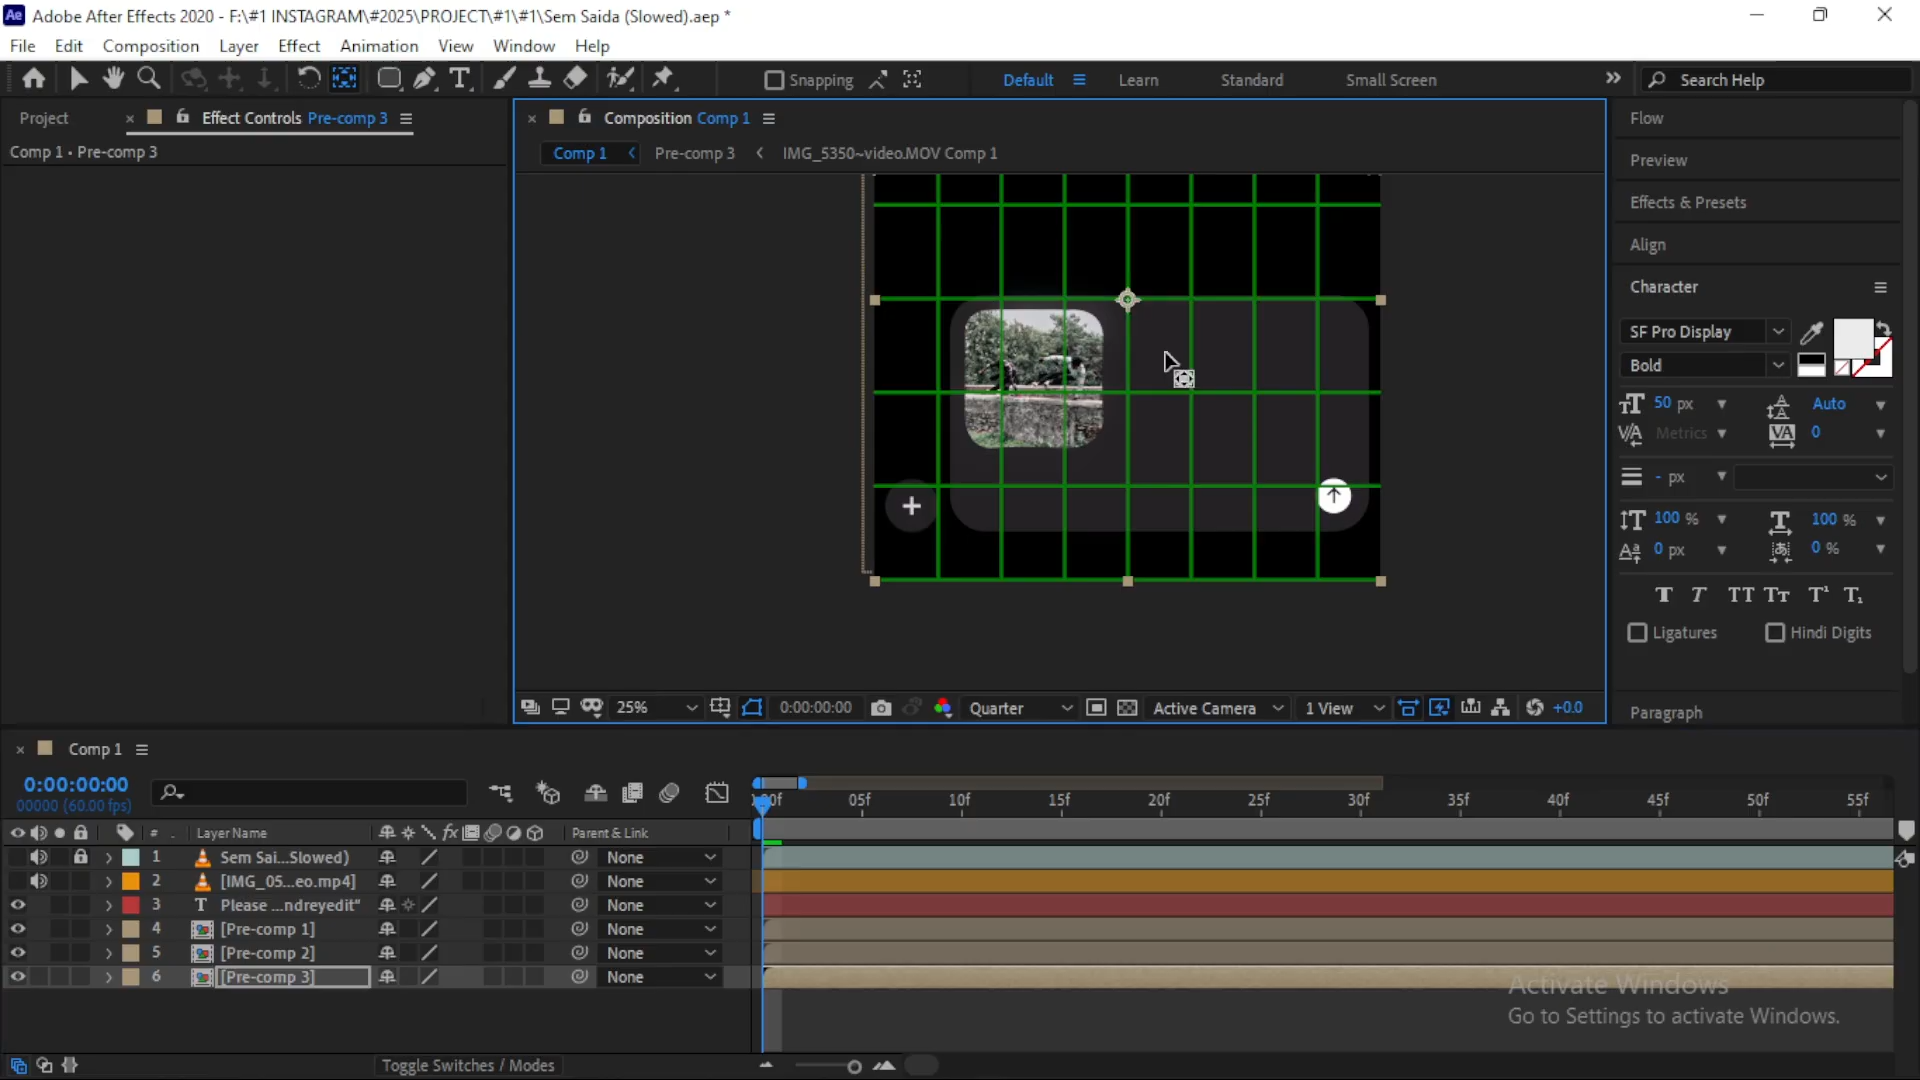 Ae Adobe After Effects 2020 - F:\#1 INSTAGRAM\#2025\PROJECT\#1\#1\Sem Saida (Slowed).aep *
File Edit Composition Layer Effect Animation View Window Help
Snapping Default Learn Standard Small Screen Search Help
Project Effect Controls Pre-comp 3
Comp 1 • Pre-comp 3
Composition Comp 1
Comp 1 Pre-comp 3 IMG_5350~video.MOV Comp 1
25% 0:00:00:00 Quarter Active Camera 1 View +0.0
Flow
Preview
Effects & Presets
Align
Character
SF Pro Display
Bold
50 px Auto
Metrics 0
- px
100 % 100 %
0 px 0 %
Ligatures Hindi Digits
Paragraph
Comp 1
0:00:00:00
00000 (60.00 fps)
05f 10f 15f 20f 25f 30f 35f 40f 45f 50f 55f
# Layer Name Parent & Link
1 Sem Sai...Slowed) None
2 [IMG_05...eo.mp4] None
3 T Please ...ndreyedit" None
4 [Pre-comp 1] None
5 [Pre-comp 2] None
6 [Pre-comp 3] None
Toggle Switches / Modes
Activate Windows
Go to Settings to activate Windows.